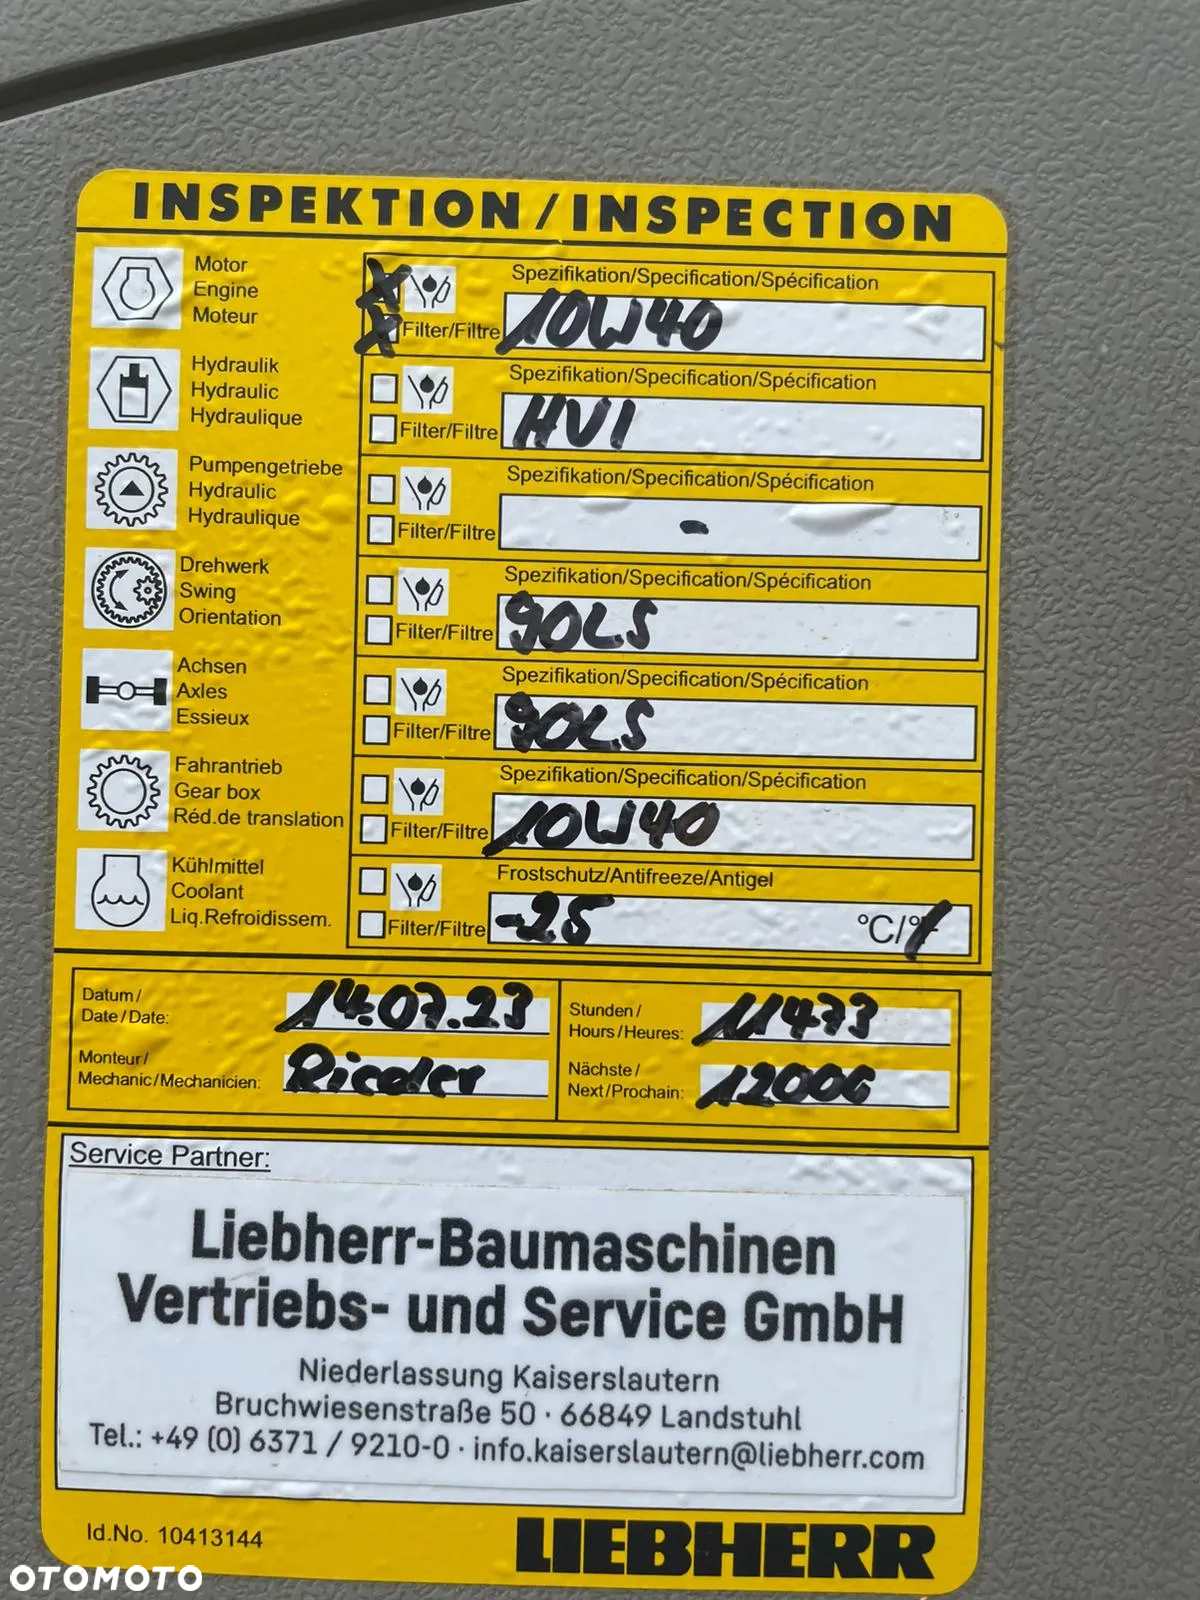 INSPEKTION/INSPECTION
Motor
Engine
Moteur
Spezifikation/Specification/Spécification
Filter/Filtre
10W40
Hydraulik
Hydraulic
Hydraulique
Spezifikation/Specification/Spécification
Filter/Filtre
HVI
Pumpengetriebe
Hydraulic
Hydraulique
Spezifikation/Specification/Spécification
Filter/Filtre
-
Drehwerk
Swing
Orientation
Spezifikation/Specification/Spécification
Filter/Filtre
90LS
Achsen
Axles
Essieux
Spezifikation/Specification/Spécification
Filter/Filtre
90LS
Fahrantrieb
Gear box
Réd.de translation
Spezifikation/Specification/Spécification
Filter/Filtre
10W40
Kühlmittel
Coolant
Liq.Refroidissem.
Frostschutz/Antifreeze/Antigel
Filter/Filtre
-25 °C/°F
Datum/
Date/Date:
14.07.23
Stunden/
Hours/Heures:
11473
Monteur/
Mechanic/Mechanicien:
Rieder
Nächste/
Next/Prochain:
12000
Service Partner:
Liebherr-Baumaschinen
Vertriebs- und Service GmbH
Niederlassung Kaiserslautern
Bruchwiesenstraße 50 · 66849 Landstuhl
Tel.: +49 (0) 6371 / 9210-0 · info.kaiserslautern@liebherr.com
Id.No. 10413144
LIEBHERR
OTOMOTO